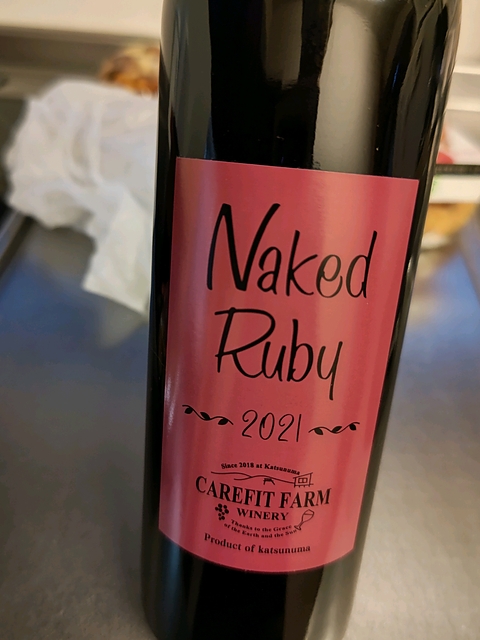 Naked
Ruby
2021
Since 2018 at Katsunuma
CAREFIT FARM
WINERY
Thanks to the Grace
of the Earth and the Sun
Product of katsunuma